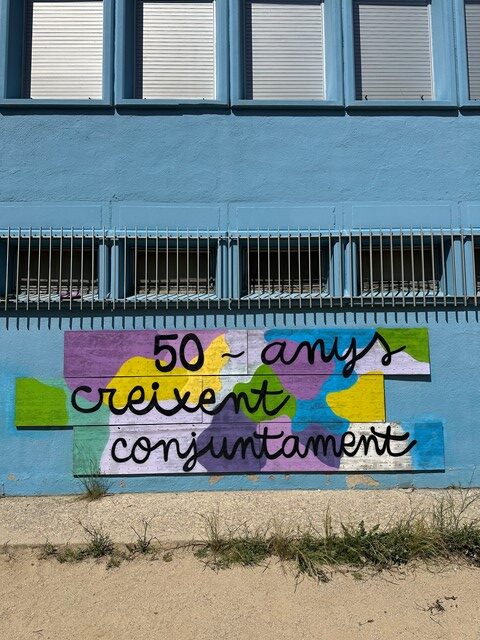 50 ~ anys
creixent
conjuntament